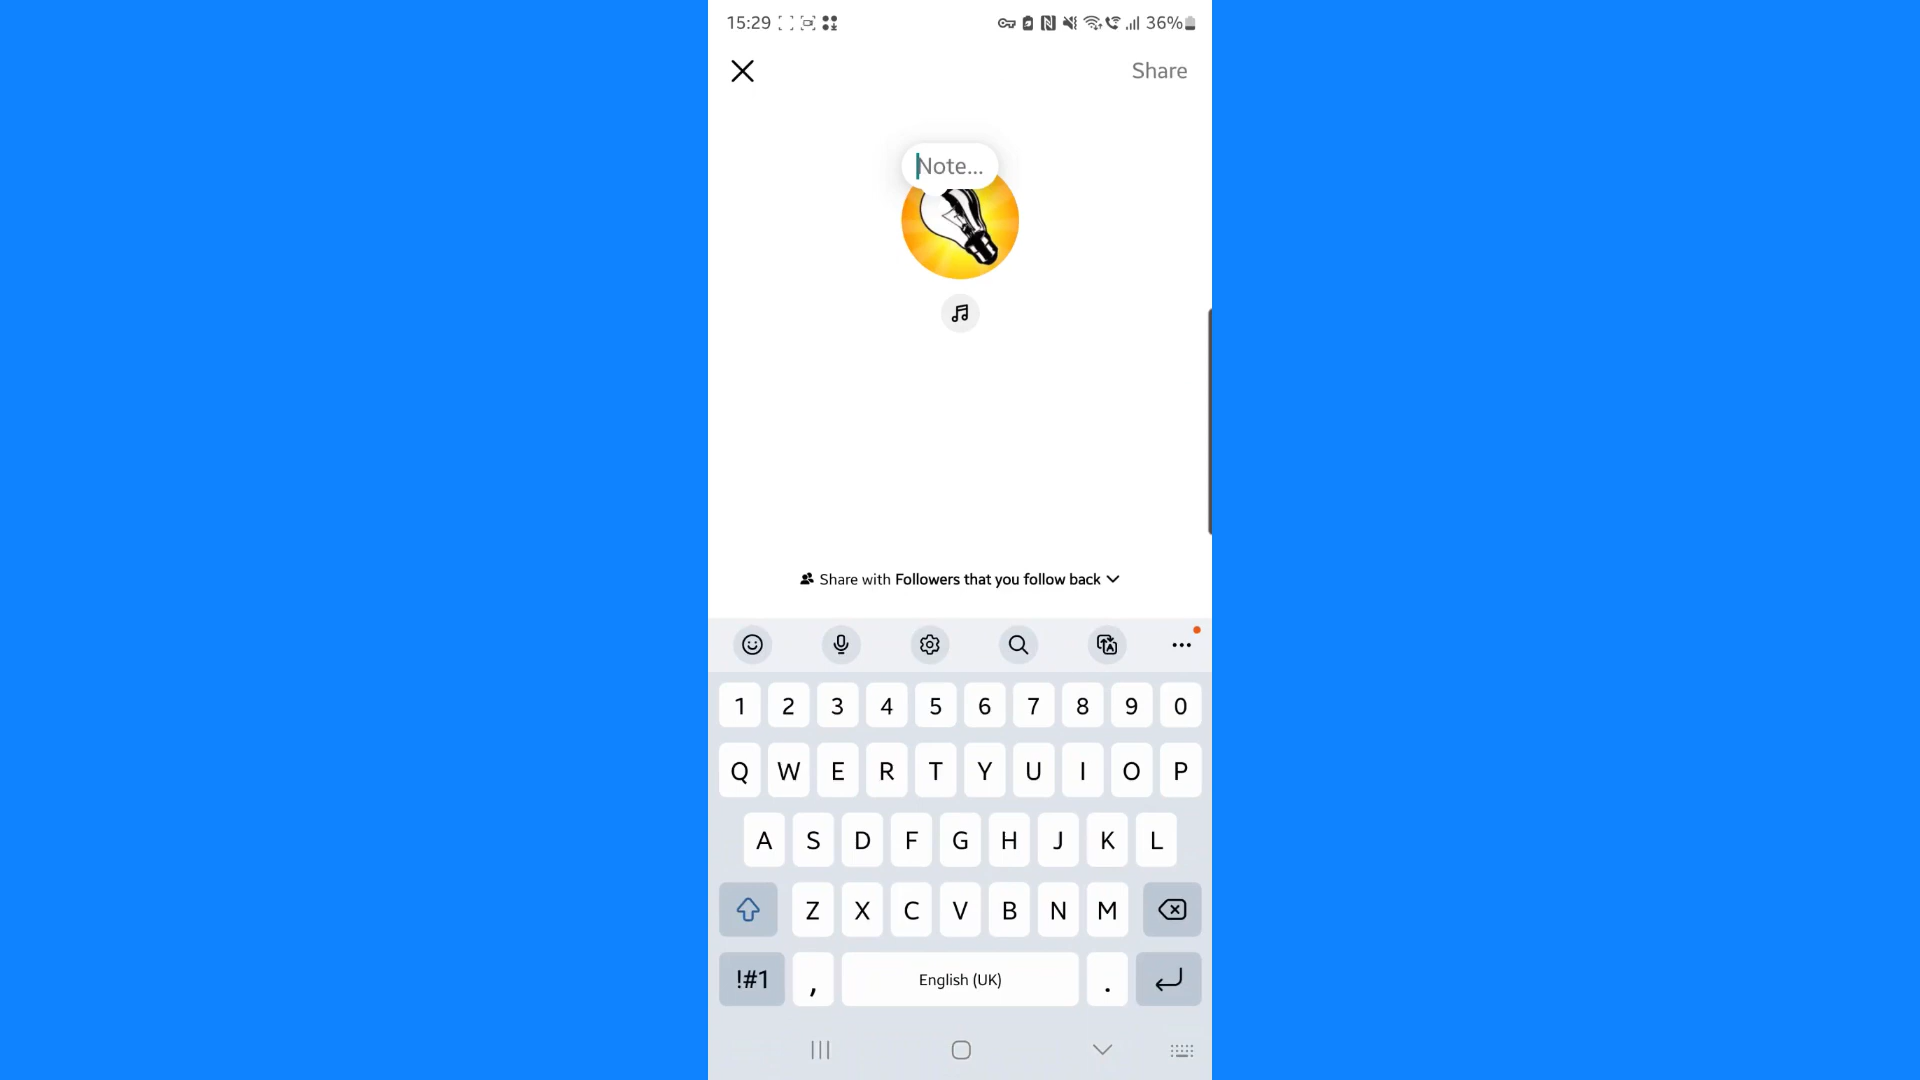 15:29 36%
Share
Note...
Share with Followers that you follow back
1 2 3 4 5 6 7 8 9 0
Q W E R T Y U I O P
A S D F G H J K L
Z X C V B N M
!#1 , English (UK) .